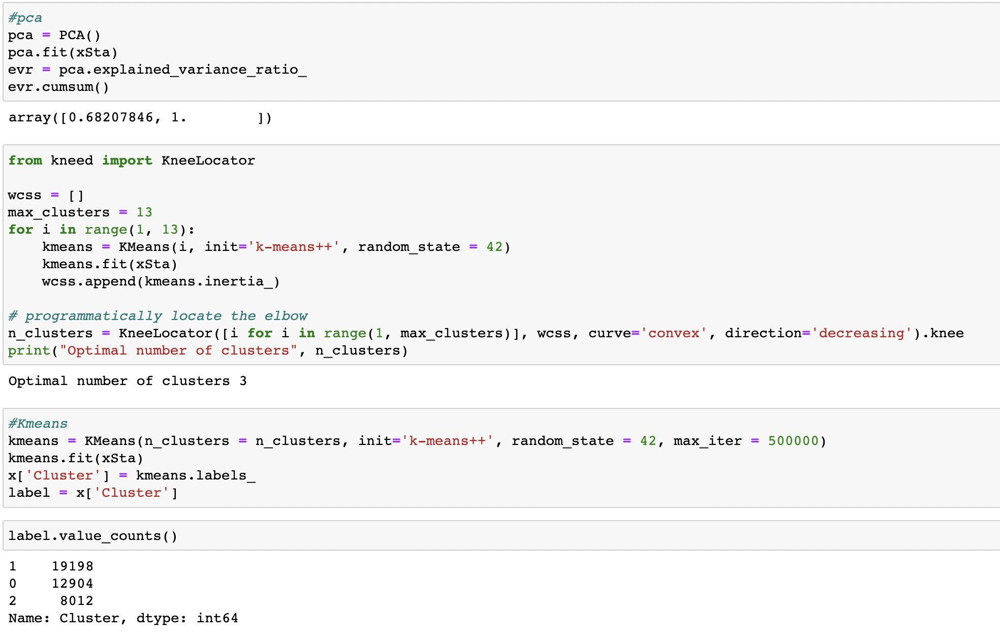 #pca
pca = PCA()
pca.fit(xSta)
evr = pca.explained_variance_ratio_
evr.cumsum()
array([0.68207846, 1.        ])
from kneed import KneeLocator
wcss = []
max_clusters = 13
for i in range(1, 13):
    kmeans = KMeans(i, init='k-means++', random_state = 42)
    kmeans.fit(xSta)
    wcss.append(kmeans.inertia_)
# programmatically locate the elbow
n_clusters = KneeLocator([i for i in range(1, max_clusters)], wcss, curve='convex', direction='decreasing').knee
print("Optimal number of clusters", n_clusters)
Optimal number of clusters 3
#Kmeans
kmeans = KMeans(n_clusters = n_clusters, init='k-means++', random_state = 42, max_iter = 500000)
kmeans.fit(xSta)
x['Cluster'] = kmeans.labels_
label = x['Cluster']
label.value_counts()
1    19198
0    12904
2     8012
Name: Cluster, dtype: int64